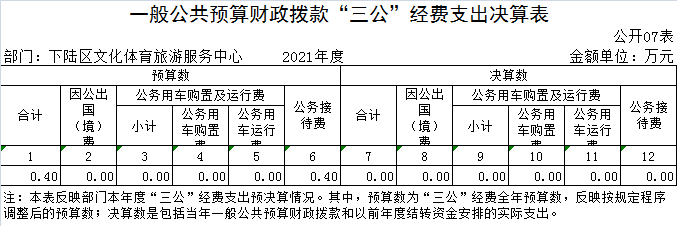 一般公共预算财政拨款“三公”经费支出决算表
公开07表
部门：下陆区文化体育旅游服务中心 2021年度 金额单位：万元
预算数 决算数
合计 因公出国（境）费 公务用车购置及运行费 公务接待费 合计 因公出国（境）费 公务用车购置及运行费 公务接待费
小计 公务用车购置费 公务用车运行 小计 公务用车购置 公务用车运行费
1 2 3 4 5 6 7 8 9 10 11 12
0.40 0.00 0.00 0.00 0.00 0.40 0.00 0.00 0.00 0.00 0.00 0.00
注：本表反映部门本年度“三公”经费支出预决算情况。其中，预算数为“三公”经费全年预算数，反映按规定程序
调整后的预算数；决算数是包括当年一般公共预算财政拨款和以前年度结转资金安排的实际支出。